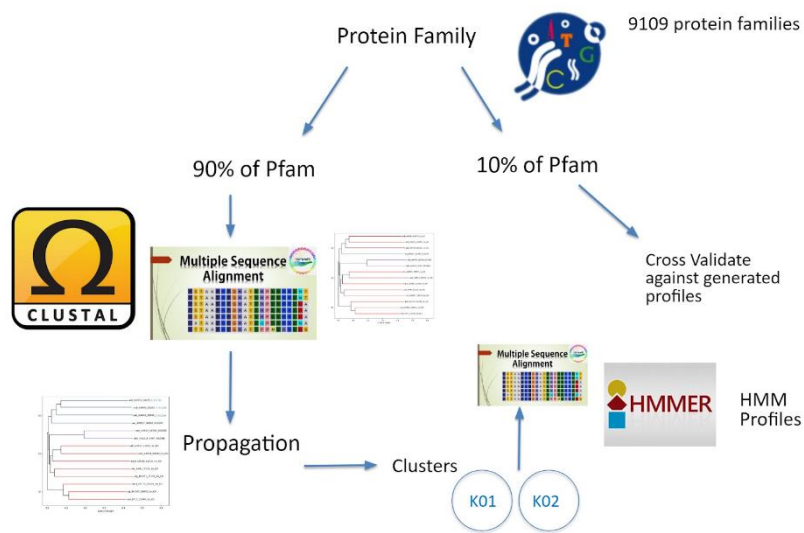 Protein Family
9109 protein families
I T G C
90% of Pfam
10% of Pfam
Ω
CLUSTAL
Multiple Sequence
Alignment
Cross Validate
against generated
profiles
Multiple Sequence
Alignment
HMMER
HMM
Profiles
Propagation
Clusters
K01
K02